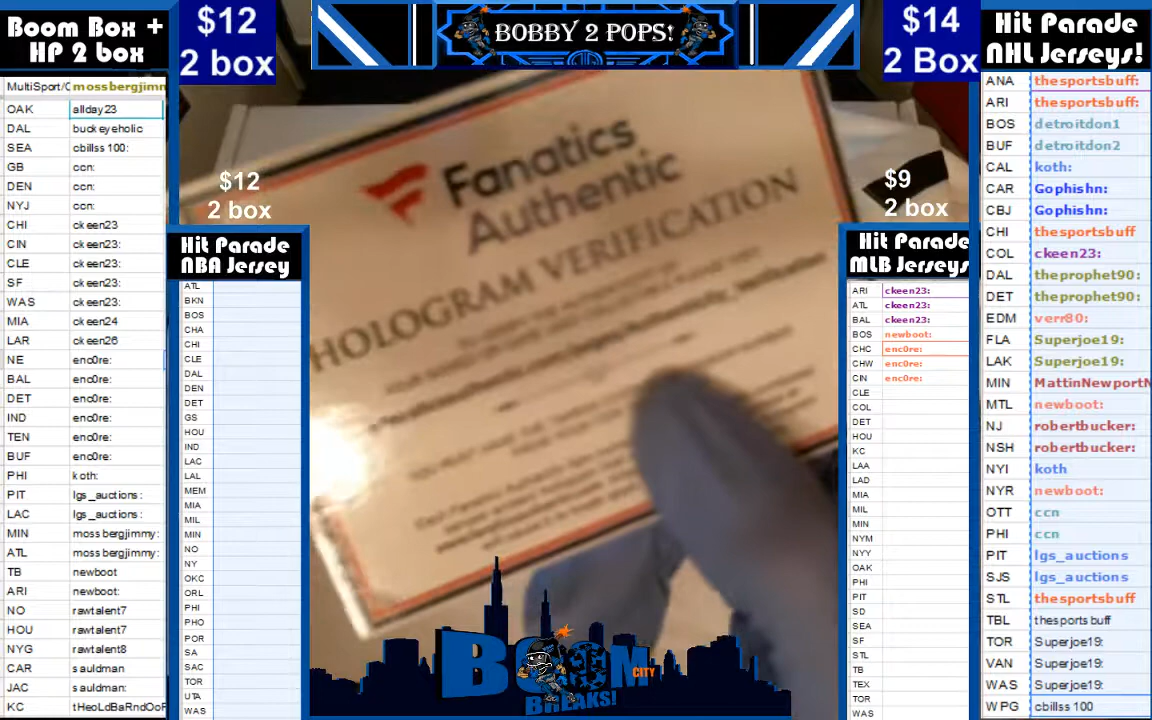 Boom Box +
HP 2 box
MultiSport/C mossbergjimm
OAK allday23
DAL buckeyeholic
SEA cbillss 100:
GB ccn:
DEN ccn:
NYJ ccn:
CHI ckeen23
CIN ckeen23:
CLE ckeen23:
SF ckeen23:
WAS ckeen23:
MIA ckeen24
LAR ckeen26
NE enc0re:
BAL enc0re:
DET enc0re:
IND enc0re:
TEN enc0re:
BUF enc0re:
PHI koth:
PIT lgs_auctions:
LAC lgs_auctions:
MIN mossbergjimmy:
ATL mossbergjimmy:
TB newboot
ARI newboot:
NO rawtalent7
HOU rawtalent7
NYG rawtalent8
CAR sauldman
JAC sauldman:
KC tHeoLdBaRndOoF
$12
2 box
$12
2 box
Hit Parade
NBA Jersey
ATL
BKN
BOS
CHA
CHI
CLE
DAL
DEN
DET
GS
HOU
IND
LAC
LAL
MEM
MIA
MIL
MIN
NO
NY
OKC
ORL
PHI
PHO
POR
SA
SAC
TOR
UTA
WAS
BOBBY 2 POPS!
Fanatics
Authentic
HOLOGRAM VERIFICATION
BOOM
CITY
BREAKS!
$14
2 Box
$9
2 box
Hit Parade
MLB Jerseys
ARI ckeen23:
ATL ckeen23:
BAL ckeen23:
BOS newboot:
CHC enc0re:
CHW enc0re:
CIN enc0re:
CLE
COL
DET
HOU
KC
LAA
LAD
MIA
MIL
MIN
NYM
NYY
OAK
PHI
PIT
SD
SEA
SF
STL
TB
TEX
TOR
WAS
Hit Parade
NHL Jerseys!
ANA thesportsbuff:
ARI thesportsbuff:
BOS detroitdon1
BUF detroitdon2
CAL koth:
CAR Gophishn:
CBJ Gophishn:
CHI thesportsbuff
COL ckeen23:
DAL theprophet90:
DET theprophet90:
EDM verr80:
FLA Superjoe19:
LAK Superjoe19:
MIN MattinNewportN
MTL newboot:
NJ robertbucker:
NSH robertbucker:
NYI koth
NYR newboot:
OTT ccn
PHI ccn
PIT lgs_auctions
SJS lgs_auctions
STL thesportsbuff
TBL thesportsbuff
TOR Superjoe19:
VAN Superjoe19:
WAS Superjoe19:
WPG cbillss 100